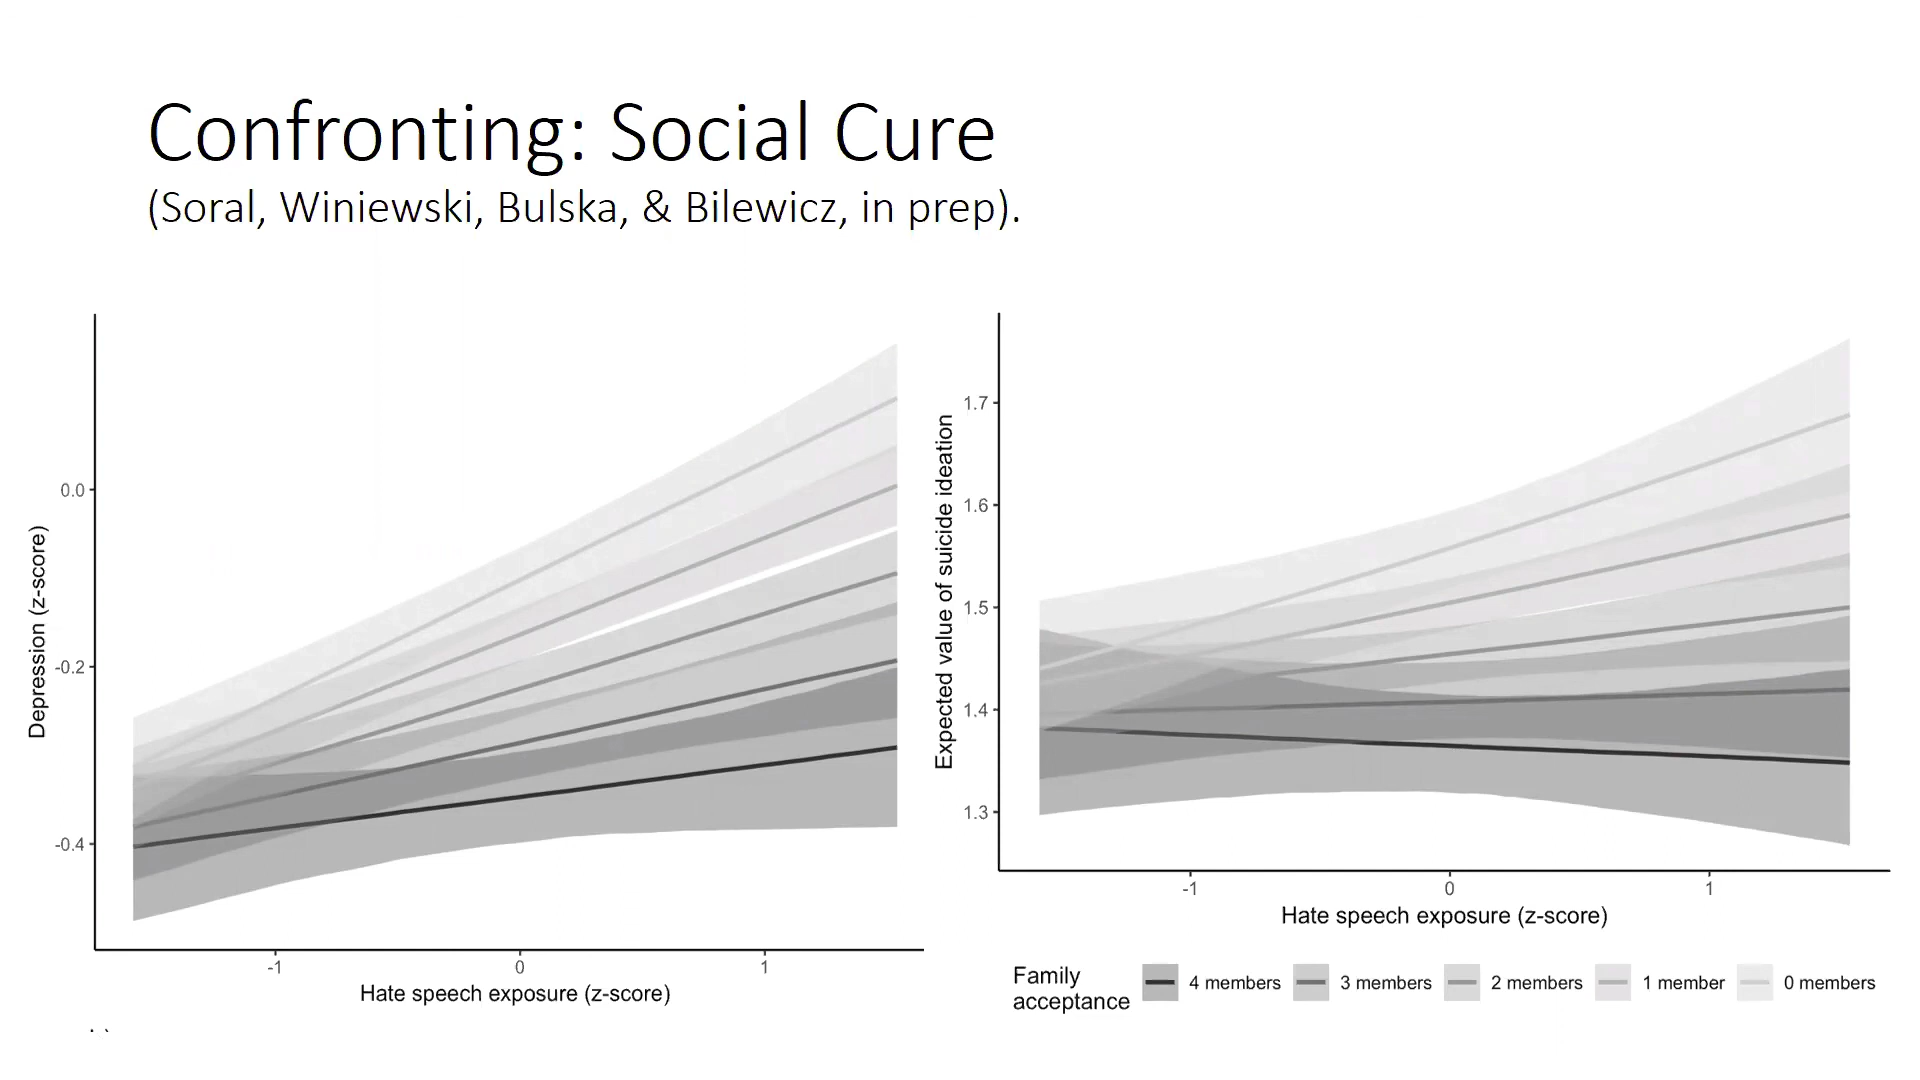 Confronting: Social Cure
(Soral, Winiewski, Bulska, & Bilewicz, in prep).
Depression (z-score)
0.0
-0.2
-0.4
-1
0
1
Hate speech exposure (z-score)
Expected value of suicide ideation
1.7
1.6
1.5
1.4
1.3
-1
0
1
Hate speech exposure (z-score)
Family
acceptance
4 members
3 members
2 members
1 member
0 members